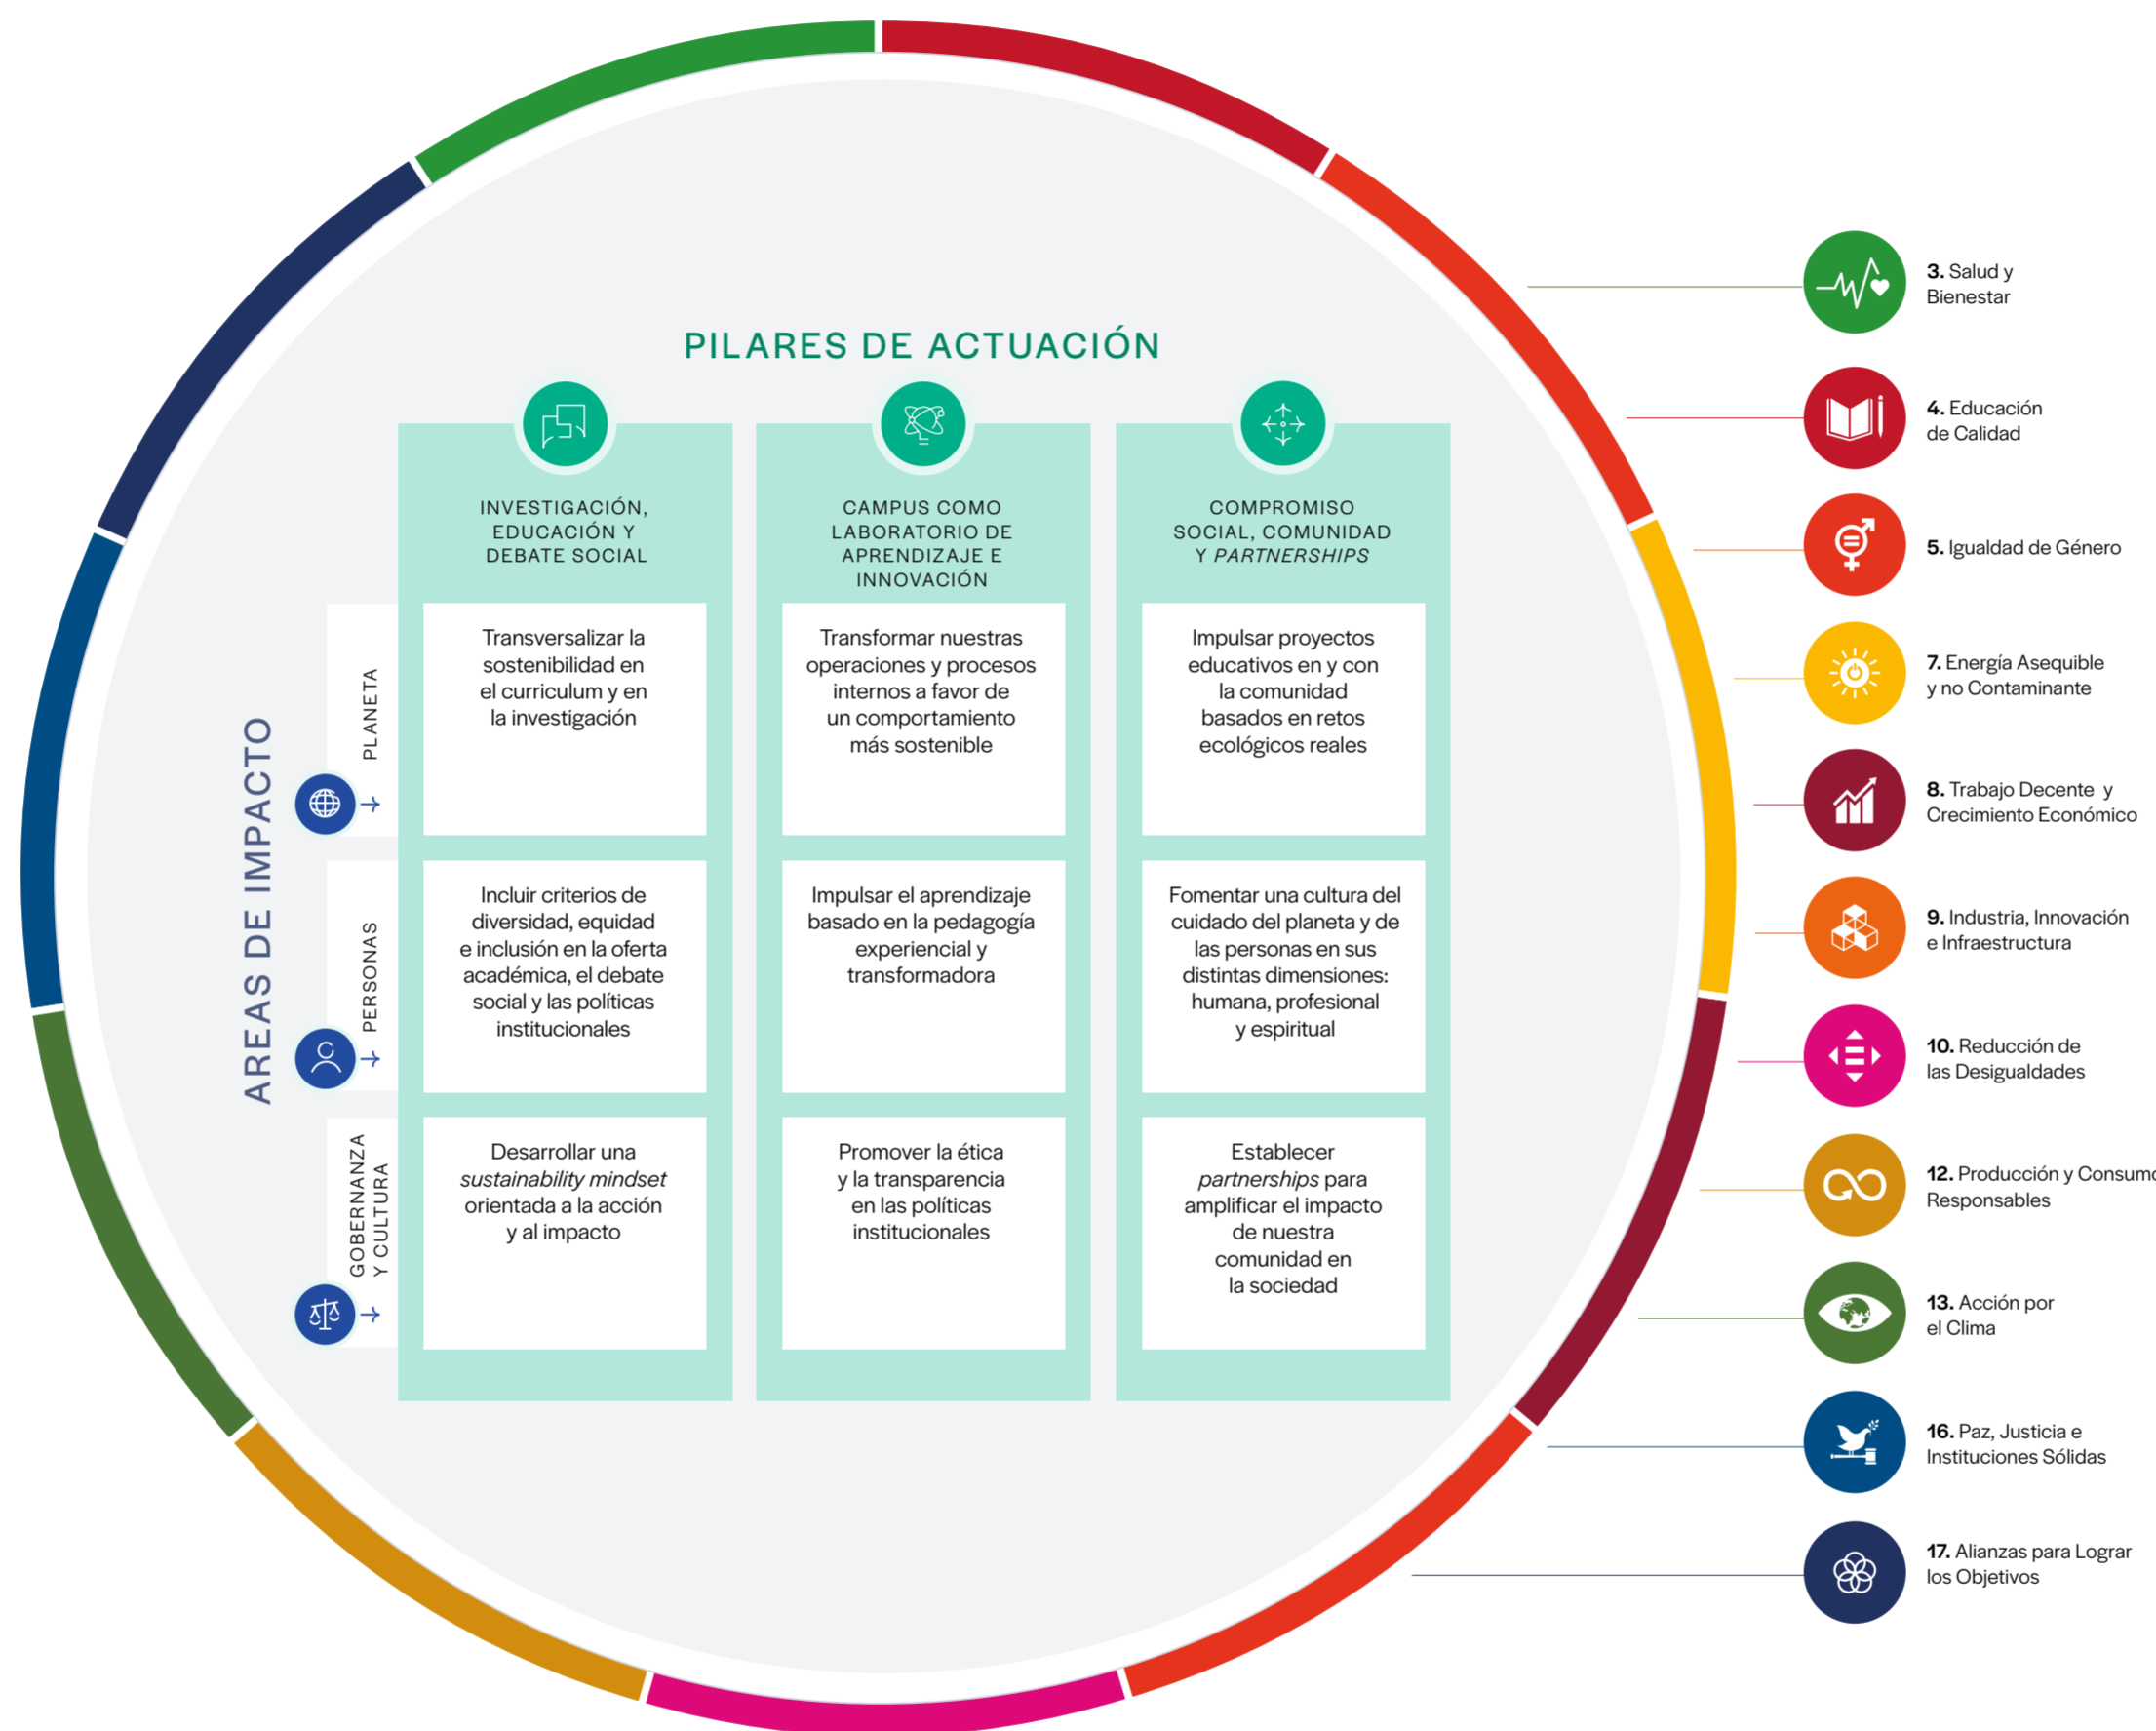 PILARES DE ACTUACIÓN
AREAS DE IMPACTO
INVESTIGACIÓN,
EDUCACIÓN Y
DEBATE SOCIAL
CAMPUS COMO
LABORATORIO DE
APRENDIZAJE E
INNOVACIÓN
COMPROMISO
SOCIAL, COMUNIDAD
Y PARTNERSHIPS
PLANETA
Transversalizar la
sostenibilidad en
el curriculum y en
la investigación
Transformar nuestras
operaciones y procesos
internos a favor de
un comportamiento
más sostenible
Impulsar proyectos
educativos en y con
la comunidad
basados en retos
ecológicos reales
PERSONAS
Incluir criterios de
diversidad, equidad
e inclusión en la oferta
académica, el debate
social y las políticas
institucionales
Impulsar el aprendizaje
basado en la pedagogía
experiencial y
transformadora
Fomentar una cultura del
cuidado del planeta y de
las personas en sus
distintas dimensiones:
humana, profesional
y espiritual
GOBERNANZA
Y CULTURA
Desarrollar una
sustainability mindset
orientada a la acción
y al impacto
Promover la ética
y la transparencia
en las políticas
institucionales
Establecer
partnerships para
amplificar el impacto
de nuestra
comunidad en
la sociedad
3. Salud y
Bienestar
4. Educación
de Calidad
5. Igualdad de Género
7. Energía Asequible
y no Contaminante
8. Trabajo Decente y
Crecimiento Económico
9. Industria, Innovación
e Infraestructura
10. Reducción de
las Desigualdades
12. Producción y Consumo
Responsables
13. Acción por
el Clima
16. Paz, Justicia e
Instituciones Sólidas
17. Alianzas para Lograr
los Objetivos